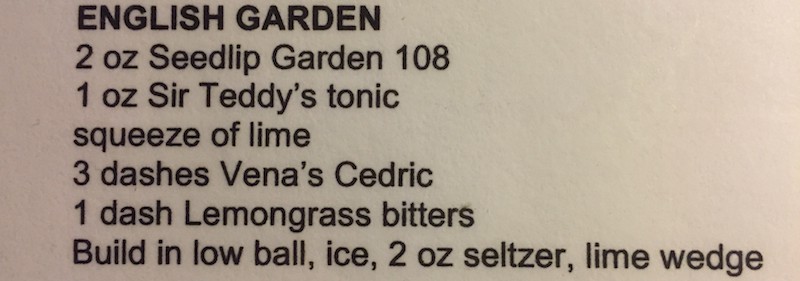 ENGLISH GARDEN
2 oz Seedlip Garden 108
1 oz Sir Teddy's tonic
squeeze of lime
3 dashes Vena's Cedric
1 dash Lemongrass bitters
Build in low ball, ice, 2 oz seltzer, lime wedge